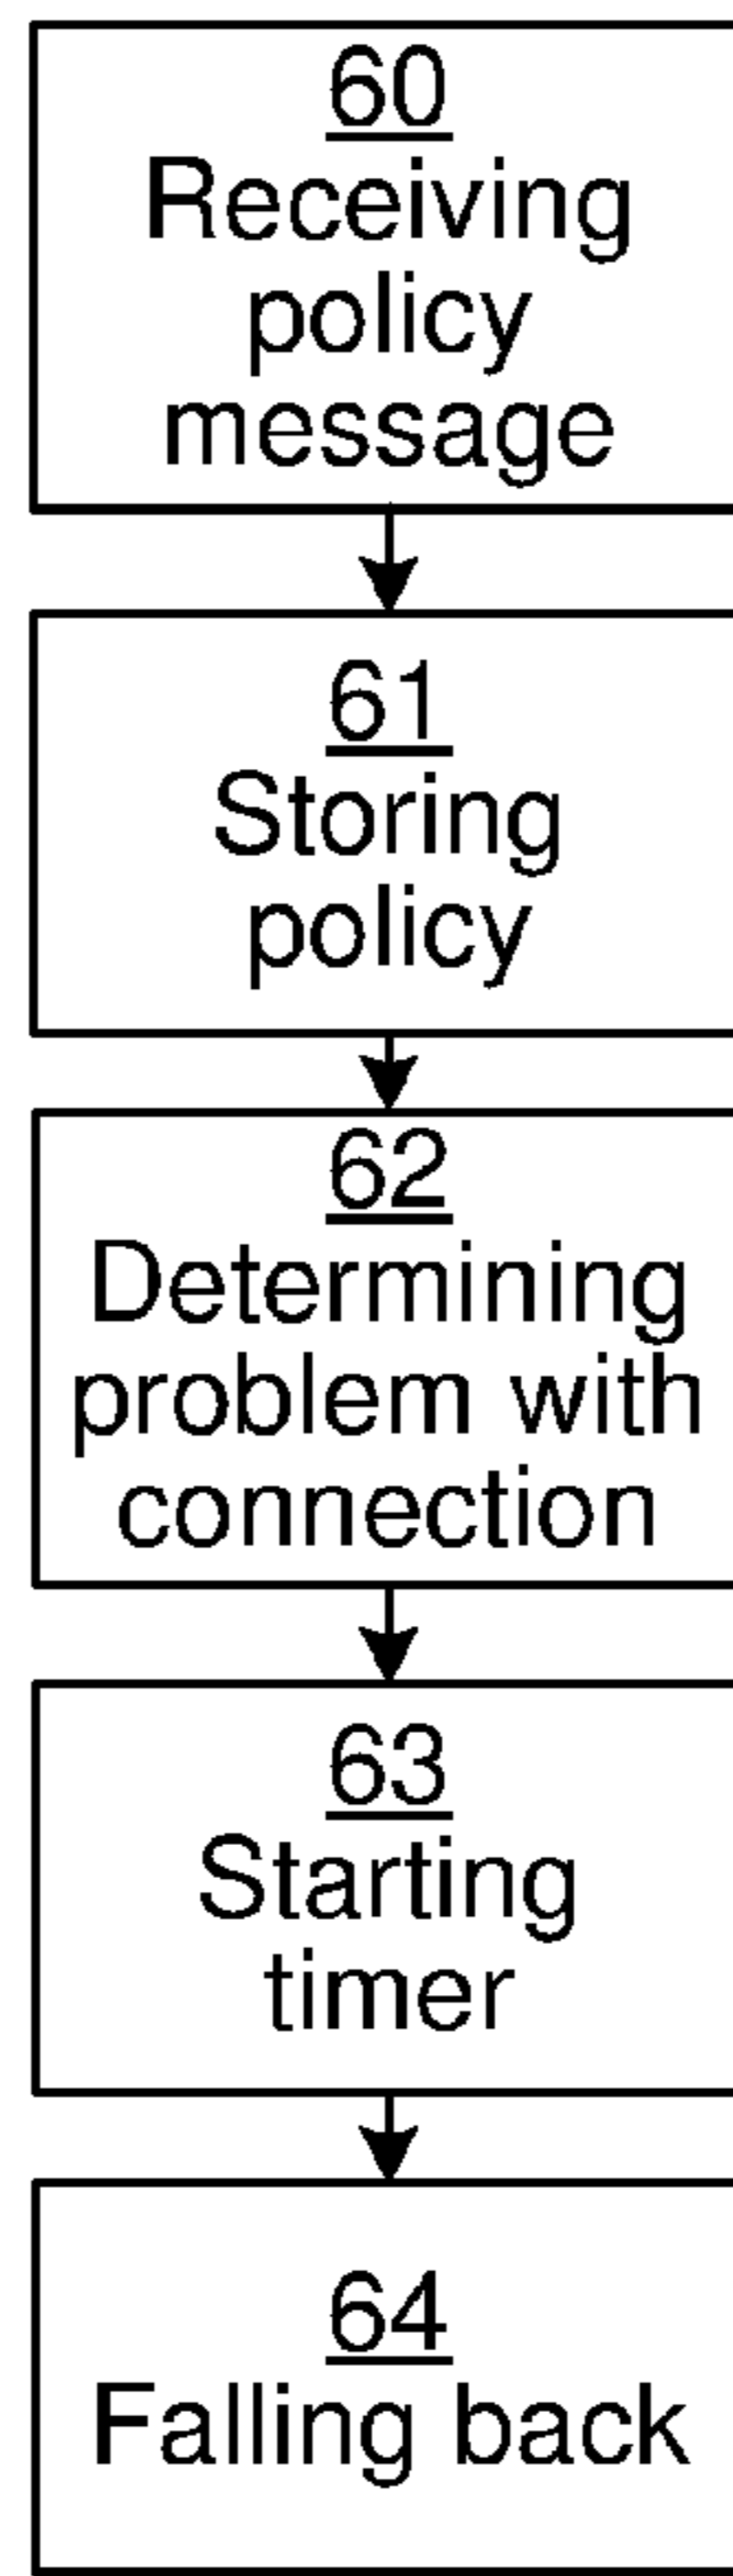 60
Receiving
policy
message
61
Storing
policy
62
Determining
problem with
connection
63
Starting
timer
64
Falling back